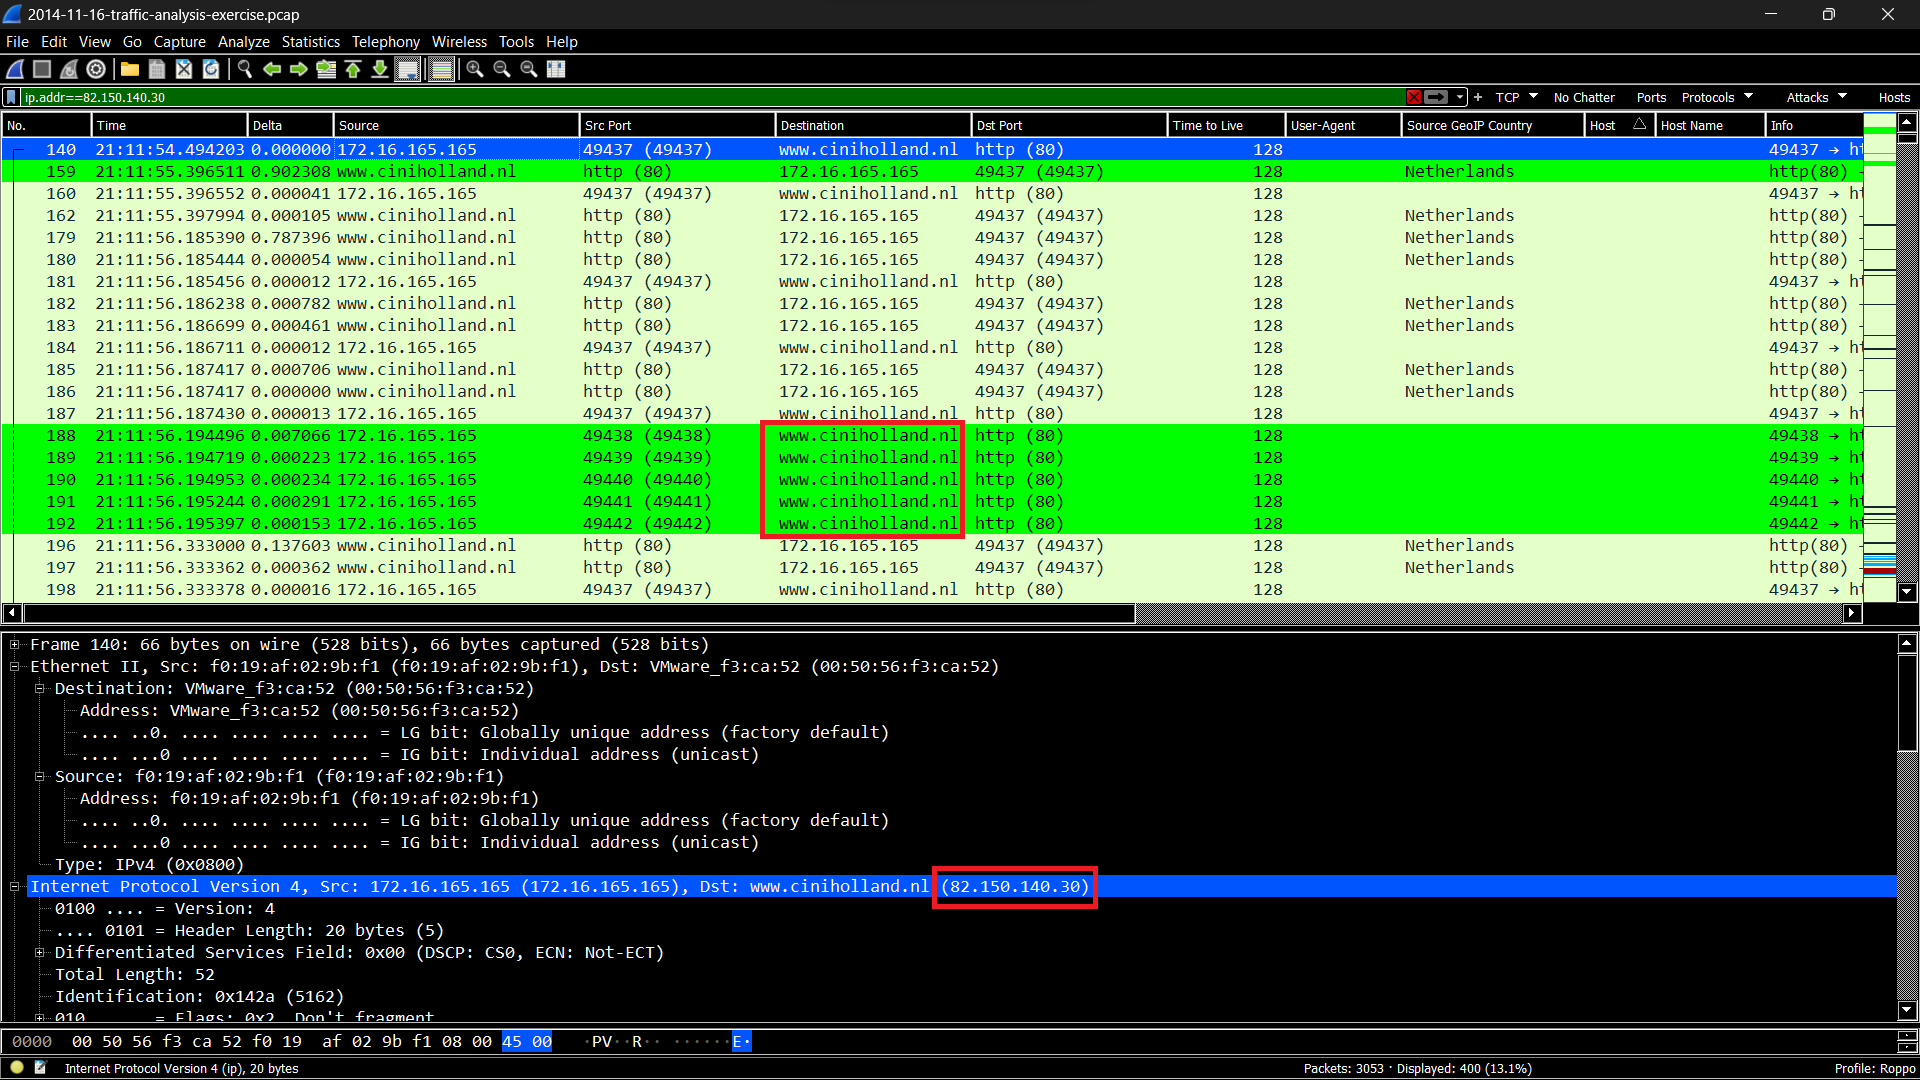 2014-11-16-traffic-analysis-exercise.pcap
File Edit View Go Capture Analyze Statistics Telephony Wireless Tools Help
ip.addr==82.150.140.30 + TCP No Chatter Ports Protocols Attacks Hosts
No. Time Delta Source Src Port Destination Dst Port Time to Live User-Agent Source GeoIP Country Host Host Name Info
140 21:11:54.494203 0.000000 172.16.165.165 49437 (49437) www.ciniholland.nl http (80) 128 49437 → ht
159 21:11:55.396511 0.902308 www.ciniholland.nl http (80) 172.16.165.165 49437 (49437) 128 Netherlands http(80) -
160 21:11:55.396552 0.000041 172.16.165.165 49437 (49437) www.ciniholland.nl http (80) 128 49437 → ht
162 21:11:55.397994 0.000105 www.ciniholland.nl http (80) 172.16.165.165 49437 (49437) 128 Netherlands http(80) -
179 21:11:56.185390 0.787396 www.ciniholland.nl http (80) 172.16.165.165 49437 (49437) 128 Netherlands http(80) -
180 21:11:56.185444 0.000054 www.ciniholland.nl http (80) 172.16.165.165 49437 (49437) 128 Netherlands http(80) -
181 21:11:56.185456 0.000012 172.16.165.165 49437 (49437) www.ciniholland.nl http (80) 128 49437 → ht
182 21:11:56.186238 0.000782 www.ciniholland.nl http (80) 172.16.165.165 49437 (49437) 128 Netherlands http(80) -
183 21:11:56.186699 0.000461 www.ciniholland.nl http (80) 172.16.165.165 49437 (49437) 128 Netherlands http(80) -
184 21:11:56.186711 0.000012 172.16.165.165 49437 (49437) www.ciniholland.nl http (80) 128 49437 → ht
185 21:11:56.187417 0.000706 www.ciniholland.nl http (80) 172.16.165.165 49437 (49437) 128 Netherlands http(80) -
186 21:11:56.187417 0.000000 www.ciniholland.nl http (80) 172.16.165.165 49437 (49437) 128 Netherlands http(80) -
187 21:11:56.187430 0.000013 172.16.165.165 49437 (49437) www.ciniholland.nl http (80) 128 49437 → ht
188 21:11:56.194496 0.007066 172.16.165.165 49438 (49438) www.ciniholland.nl http (80) 128 49438 → ht
189 21:11:56.194719 0.000223 172.16.165.165 49439 (49439) www.ciniholland.nl http (80) 128 49439 → ht
190 21:11:56.194953 0.000234 172.16.165.165 49440 (49440) www.ciniholland.nl http (80) 128 49440 → ht
191 21:11:56.195244 0.000291 172.16.165.165 49441 (49441) www.ciniholland.nl http (80) 128 49441 → ht
192 21:11:56.195397 0.000153 172.16.165.165 49442 (49442) www.ciniholland.nl http (80) 128 49442 → ht
196 21:11:56.333000 0.137603 www.ciniholland.nl http (80) 172.16.165.165 49437 (49437) 128 Netherlands http(80) -
197 21:11:56.333362 0.000362 www.ciniholland.nl http (80) 172.16.165.165 49437 (49437) 128 Netherlands http(80) -
198 21:11:56.333378 0.000016 172.16.165.165 49437 (49437) www.ciniholland.nl http (80) 128 49437 → ht
Frame 140: 66 bytes on wire (528 bits), 66 bytes captured (528 bits)
Ethernet II, Src: f0:19:af:02:9b:f1 (f0:19:af:02:9b:f1), Dst: VMware_f3:ca:52 (00:50:56:f3:ca:52)
Destination: VMware_f3:ca:52 (00:50:56:f3:ca:52)
Address: VMware_f3:ca:52 (00:50:56:f3:ca:52)
.... ..0. .... .... .... .... = LG bit: Globally unique address (factory default)
.... ...0 .... .... .... .... = IG bit: Individual address (unicast)
Source: f0:19:af:02:9b:f1 (f0:19:af:02:9b:f1)
Address: f0:19:af:02:9b:f1 (f0:19:af:02:9b:f1)
.... ..0. .... .... .... .... = LG bit: Globally unique address (factory default)
.... ...0 .... .... .... .... = IG bit: Individual address (unicast)
Type: IPv4 (0x0800)
Internet Protocol Version 4, Src: 172.16.165.165 (172.16.165.165), Dst: www.ciniholland.nl (82.150.140.30)
0100 .... = Version: 4
.... 0101 = Header Length: 20 bytes (5)
Differentiated Services Field: 0x00 (DSCP: CS0, ECN: Not-ECT)
Total Length: 52
Identification: 0x142a (5162)
010. .... = Flags: 0x2, Don't fragment
0000 00 50 56 f3 ca 52 f0 19 af 02 9b f1 08 00 45 00 ·PV··R·· ······E·
Internet Protocol Version 4 (ip), 20 bytes Packets: 3053 · Displayed: 400 (13.1%) Profile: Roppo